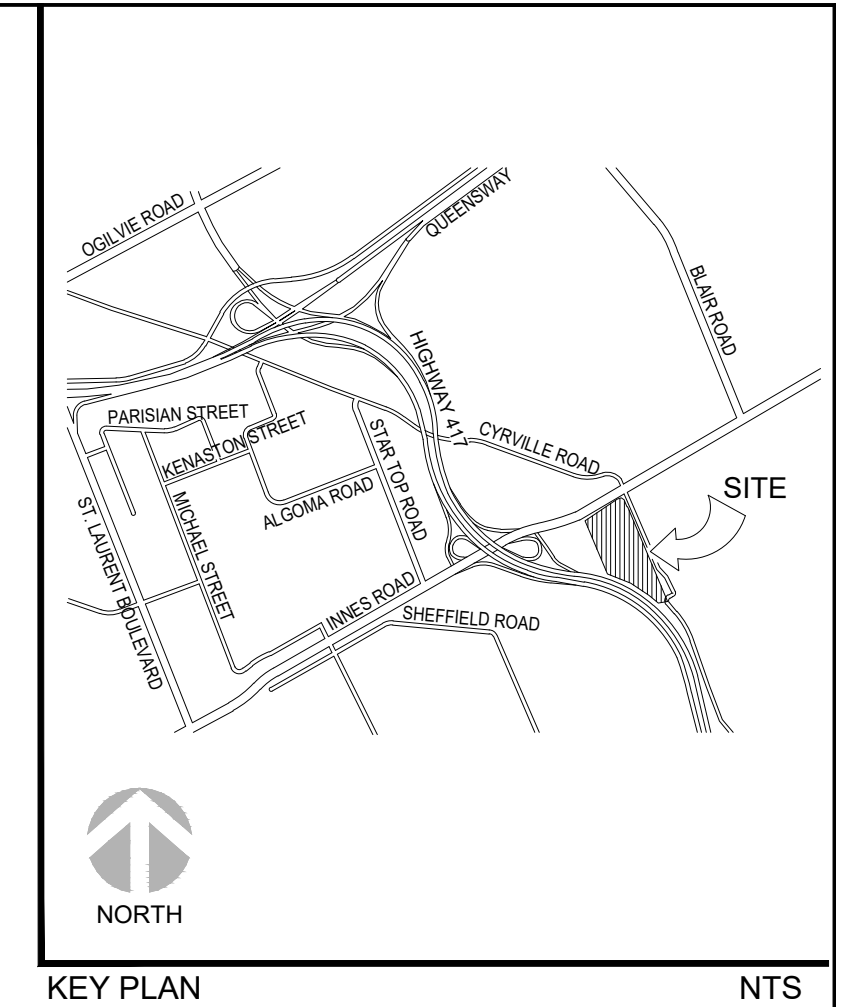 OGILVIE ROAD
QUEENSWAY
BLAIR ROAD
HIGHWAY 417
PARISIAN STREET
KENASTON STREET
STAR TOP ROAD
CYRVILLE ROAD
SITE
ALGOMA ROAD
MICHAEL STREET
ST. LAURENT BOULEVARD
INNES ROAD
SHEFFIELD ROAD
NORTH
KEY PLAN NTS